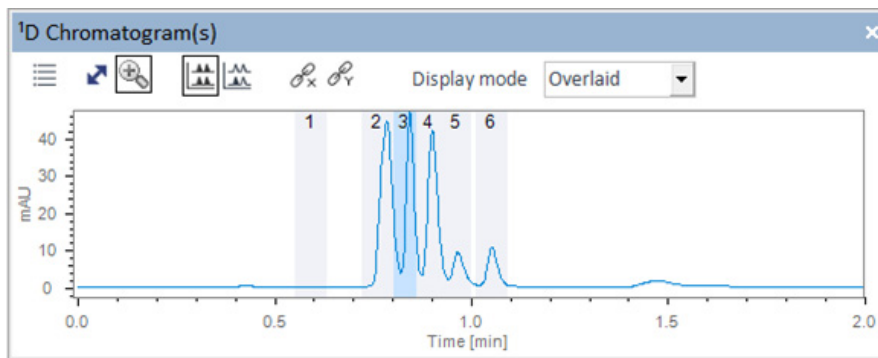 ¹D Chromatogram(s)
X Y Display mode Overlaid
1 2 3 4 5 6
40
30
20
10
0
mAU
0.0 0.5 1.0 1.5 2.0
Time [min]